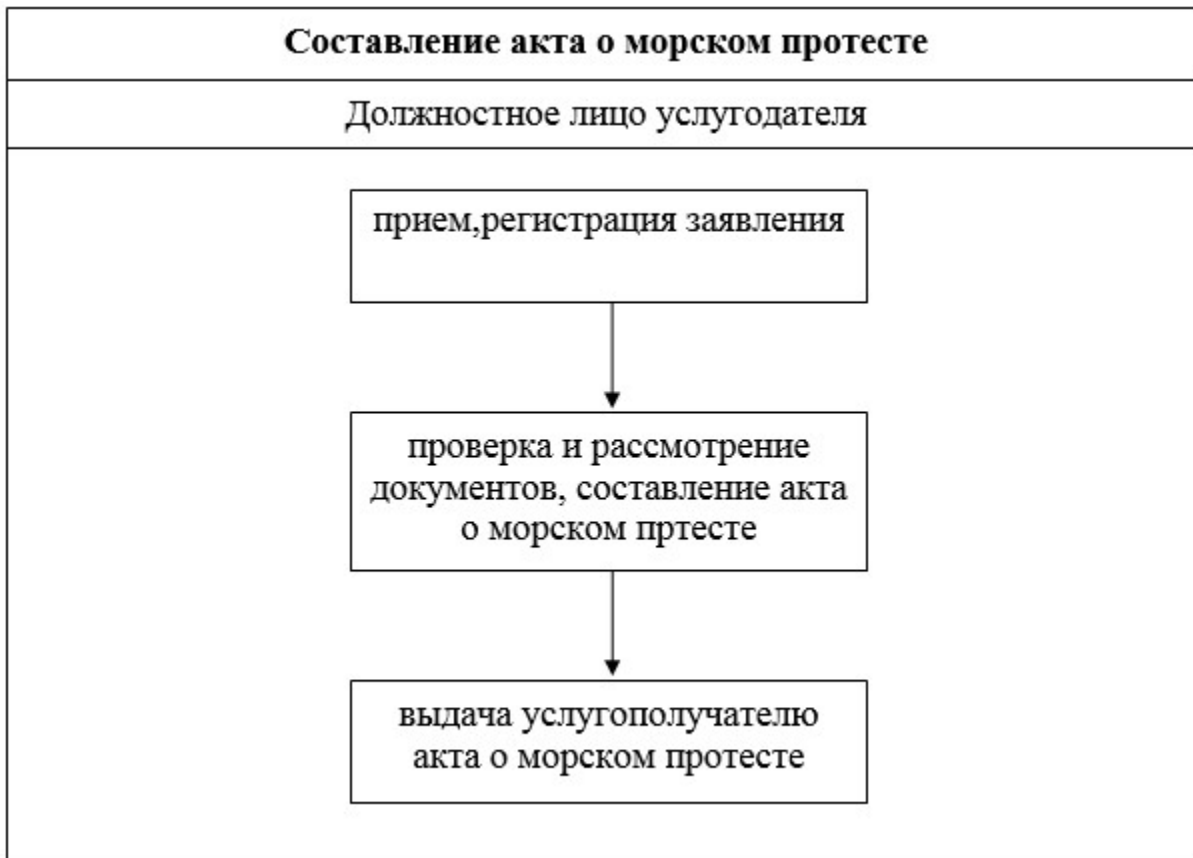 Составление акта о морском протесте
Должностное лицо услугодателя
прием,регистрация заявления
проверка и рассмотрение
документов, составление акта
о морском пртесте
выдача услугополучателю
акта о морском протесте